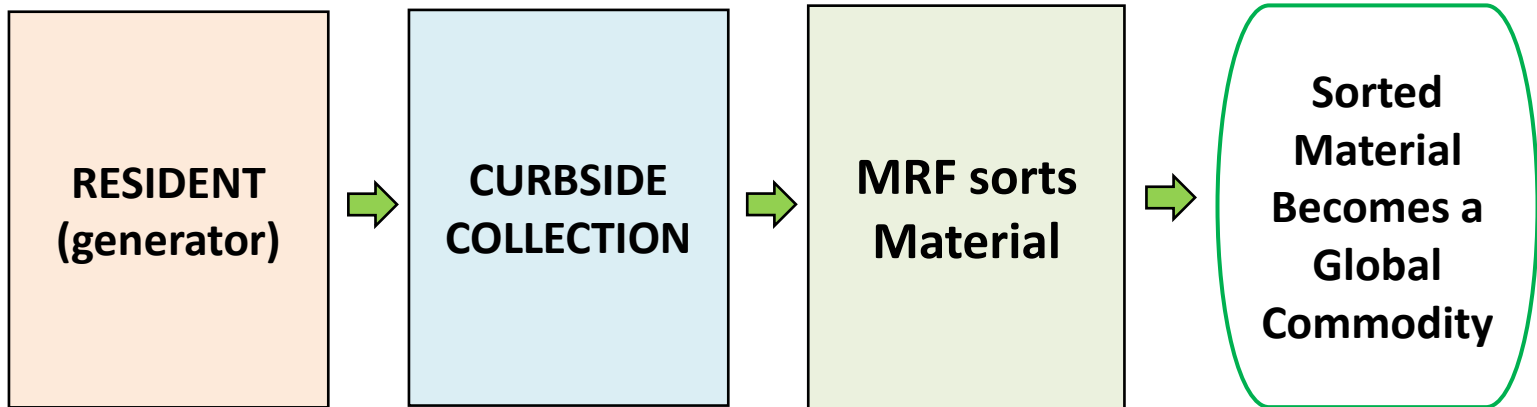 RESIDENT
(generator)
CURBSIDE
COLLECTION
MRF sorts
Material
Sorted
Material
Becomes a
Global
Commodity